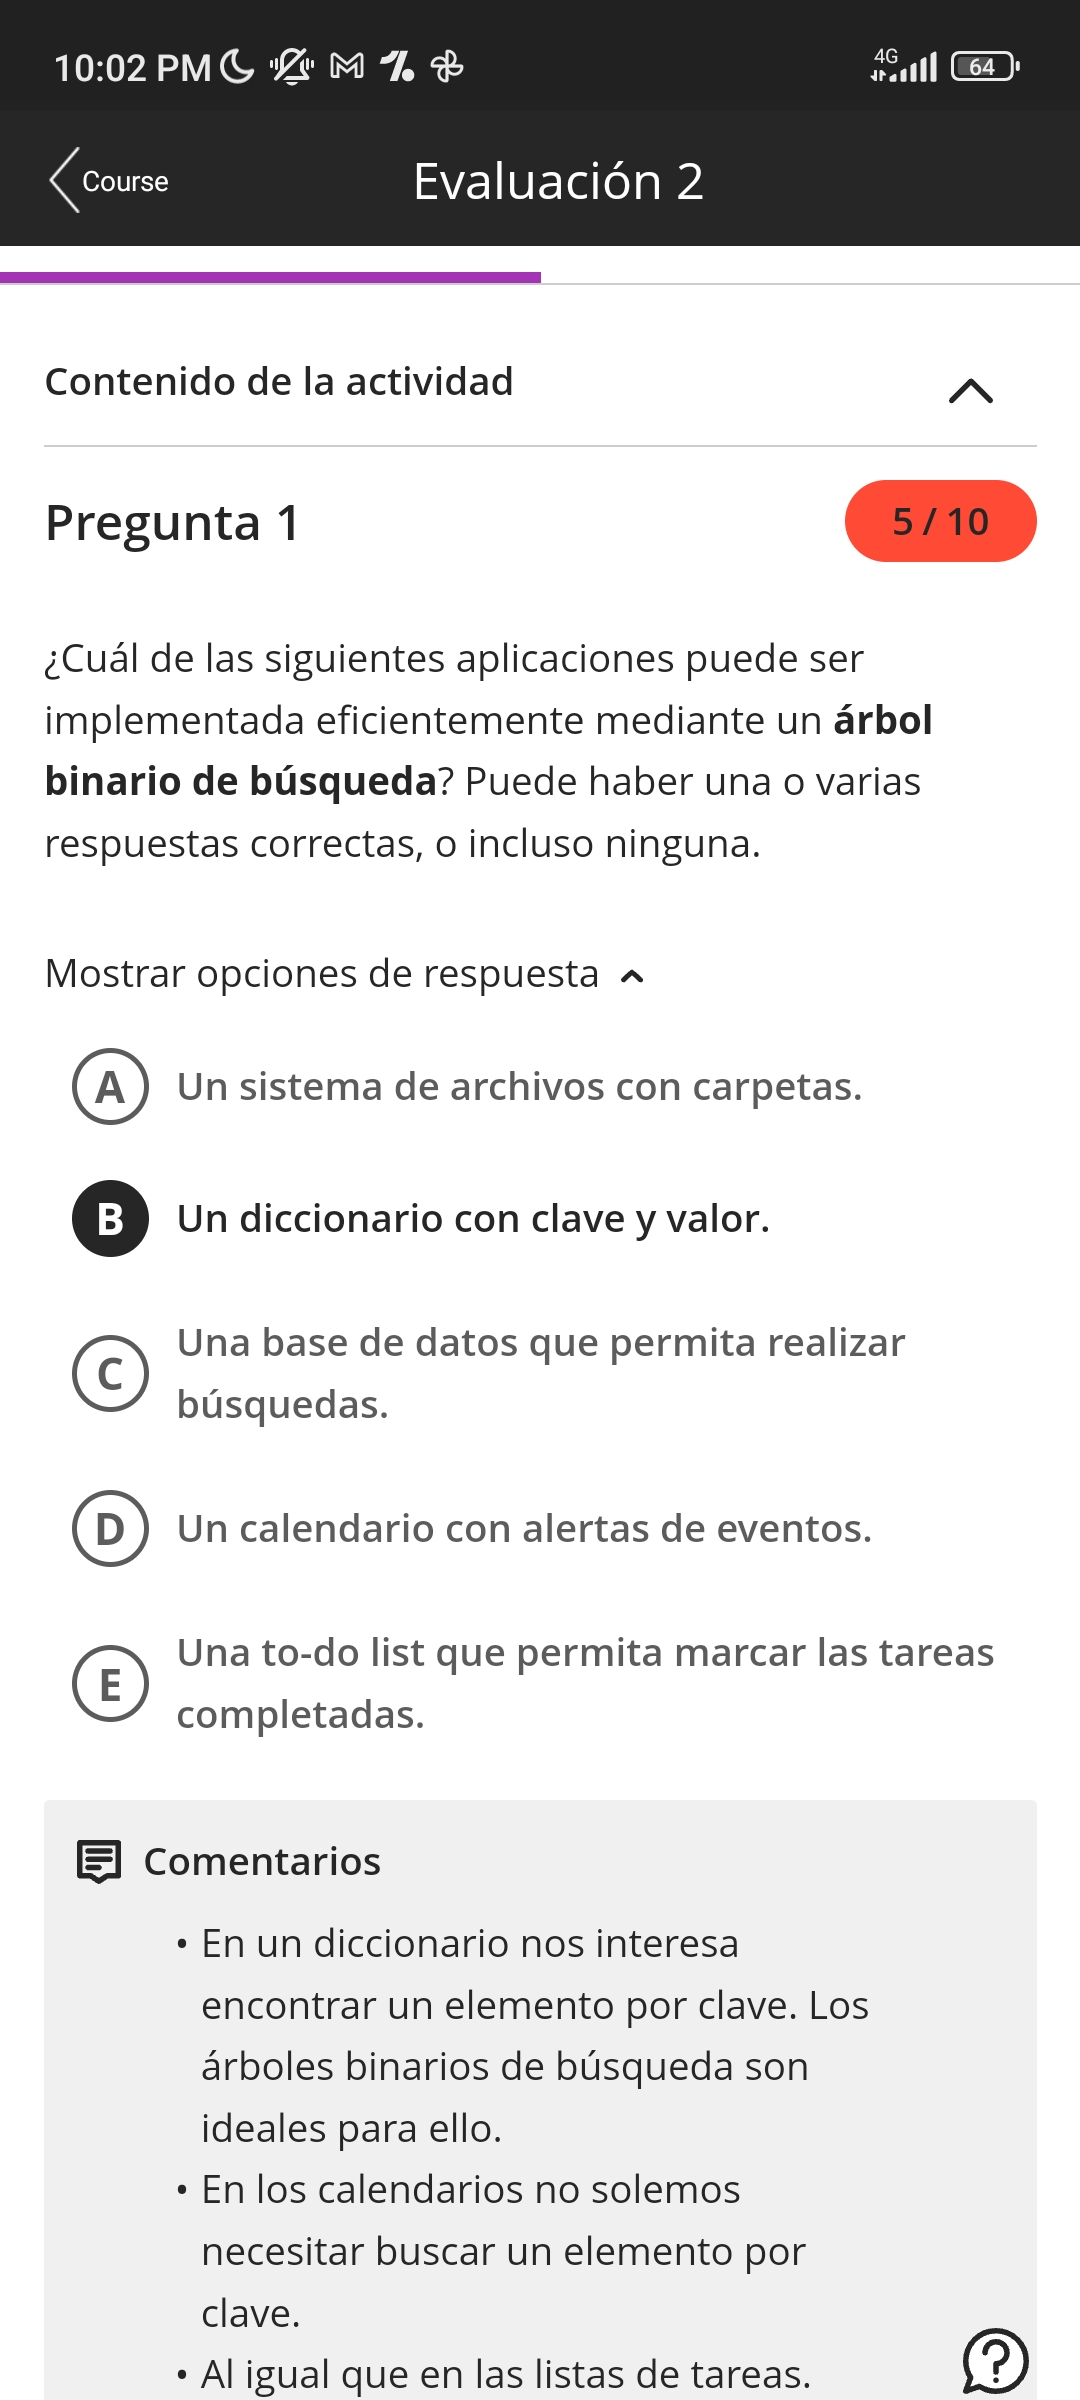 10:02 PM
4G
64
Course
Evaluación 2
Contenido de la actividad
Pregunta 1
5 / 10
¿Cuál de las siguientes aplicaciones puede ser
implementada eficientemente mediante un árbol
binario de búsqueda? Puede haber una o varias
respuestas correctas, o incluso ninguna.
Mostrar opciones de respuesta
A Un sistema de archivos con carpetas.
B Un diccionario con clave y valor.
C Una base de datos que permita realizar
búsquedas.
D Un calendario con alertas de eventos.
E Una to-do list que permita marcar las tareas
completadas.
Comentarios
• En un diccionario nos interesa
encontrar un elemento por clave. Los
árboles binarios de búsqueda son
ideales para ello.
• En los calendarios no solemos
necesitar buscar un elemento por
clave.
• Al igual que en las listas de tareas.